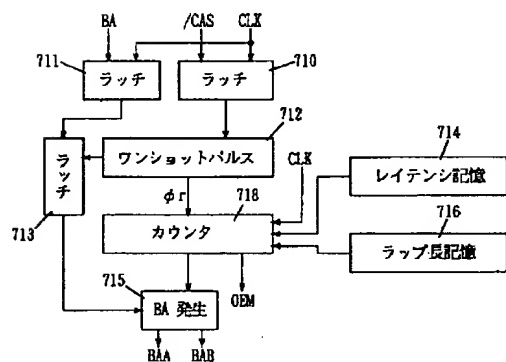 BA
/CAS
CLK
711
ラッチ
ラッチ
710
712
ワンショットパルス
ラッチ
713
φr
718
CLK
カウンタ
714
レイテンシ記憶
716
ラップ長記憶
715
OEM
BA 発生
BAA
BAB